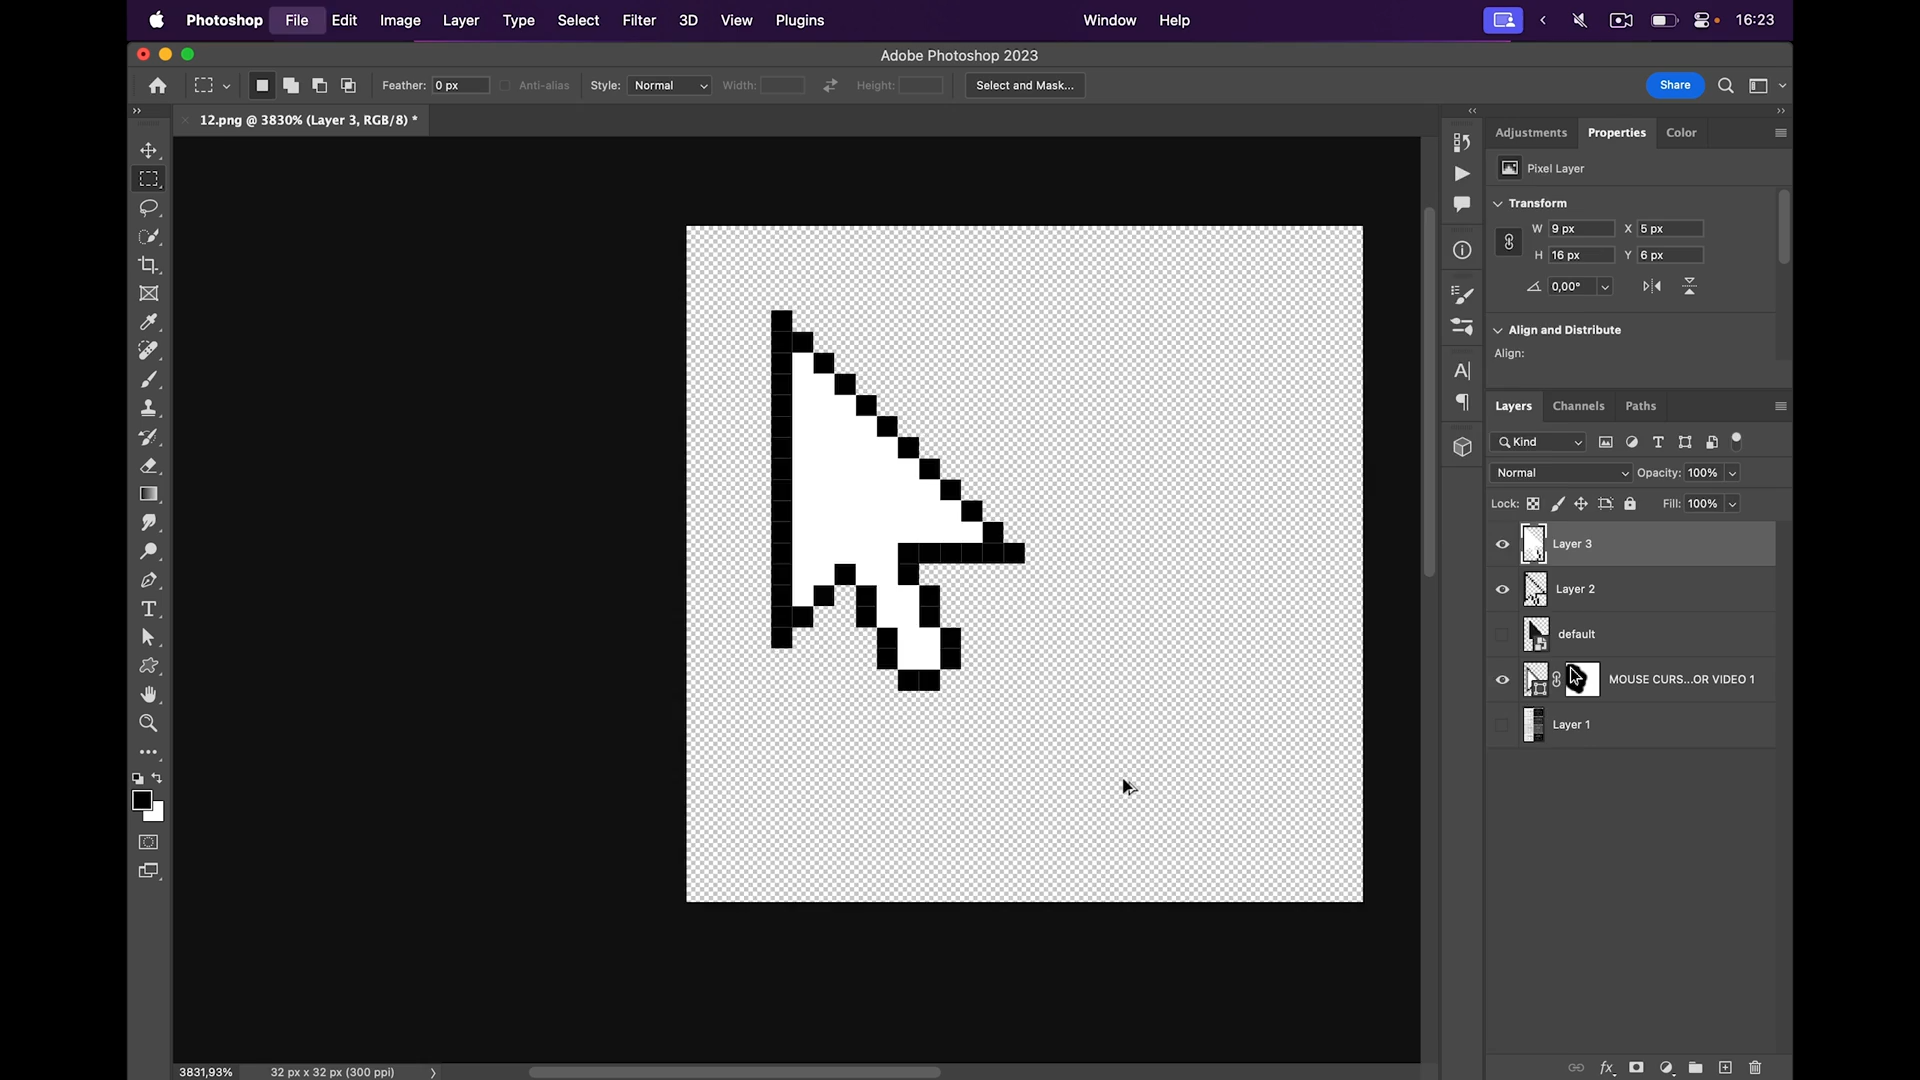 Photoshop File Edit Image Layer Type Select Filter 3D View Plugins Window Help 16:23
Adobe Photoshop 2023
Feather: 0 px Anti-alias Style: Normal Width: Height: Select and Mask... Share
12.png @ 3830% (Layer 3, RGB/8) *
Adjustments Properties Color
Pixel Layer
Transform
W 9 px X 5 px
H 16 px Y 6 px
0,00°
Align and Distribute
Align:
Layers Channels Paths
Kind
Normal Opacity: 100%
Lock: Fill: 100%
Layer 3
Layer 2
default
MOUSE CURS...OR VIDEO 1
Layer 1
3831,93% 32 px x 32 px (300 ppi)